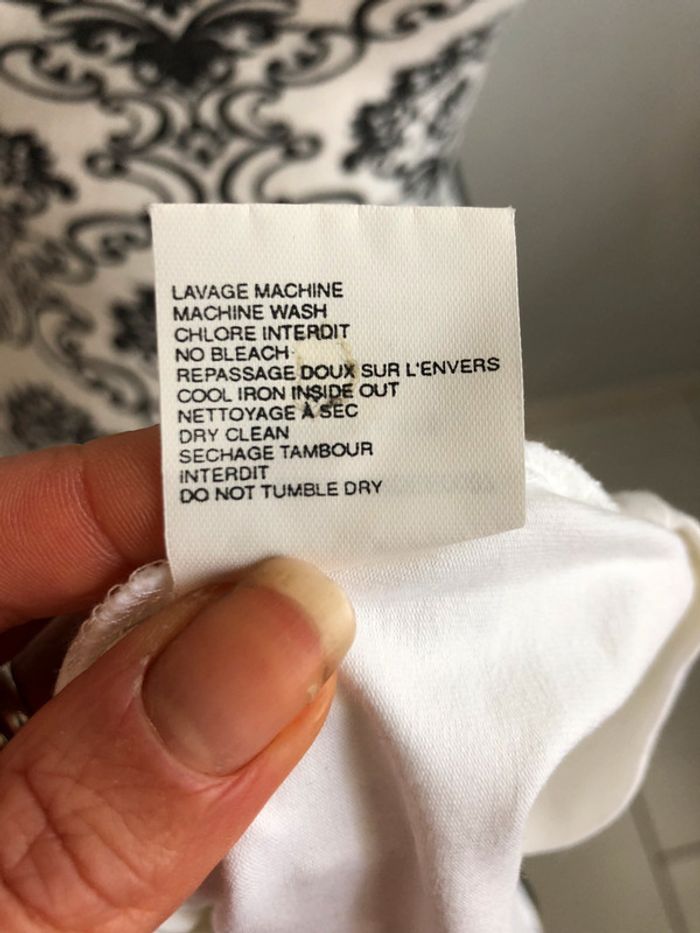 LAVAGE MACHINE
MACHINE WASH
CHLORE INTERDIT
NO BLEACH
REPASSAGE DOUX SUR L'ENVERS
COOL IRON INSIDE OUT
NETTOYAGE À SEC
DRY CLEAN
SECHAGE TAMBOUR
INTERDIT
DO NOT TUMBLE DRY